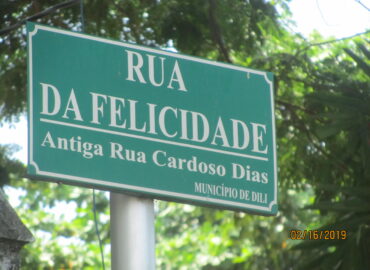 RUA
DA FELICIDADE
Antiga Rua Cardoso Dias
MUNICÍPIO DE DILI
02/16/2019